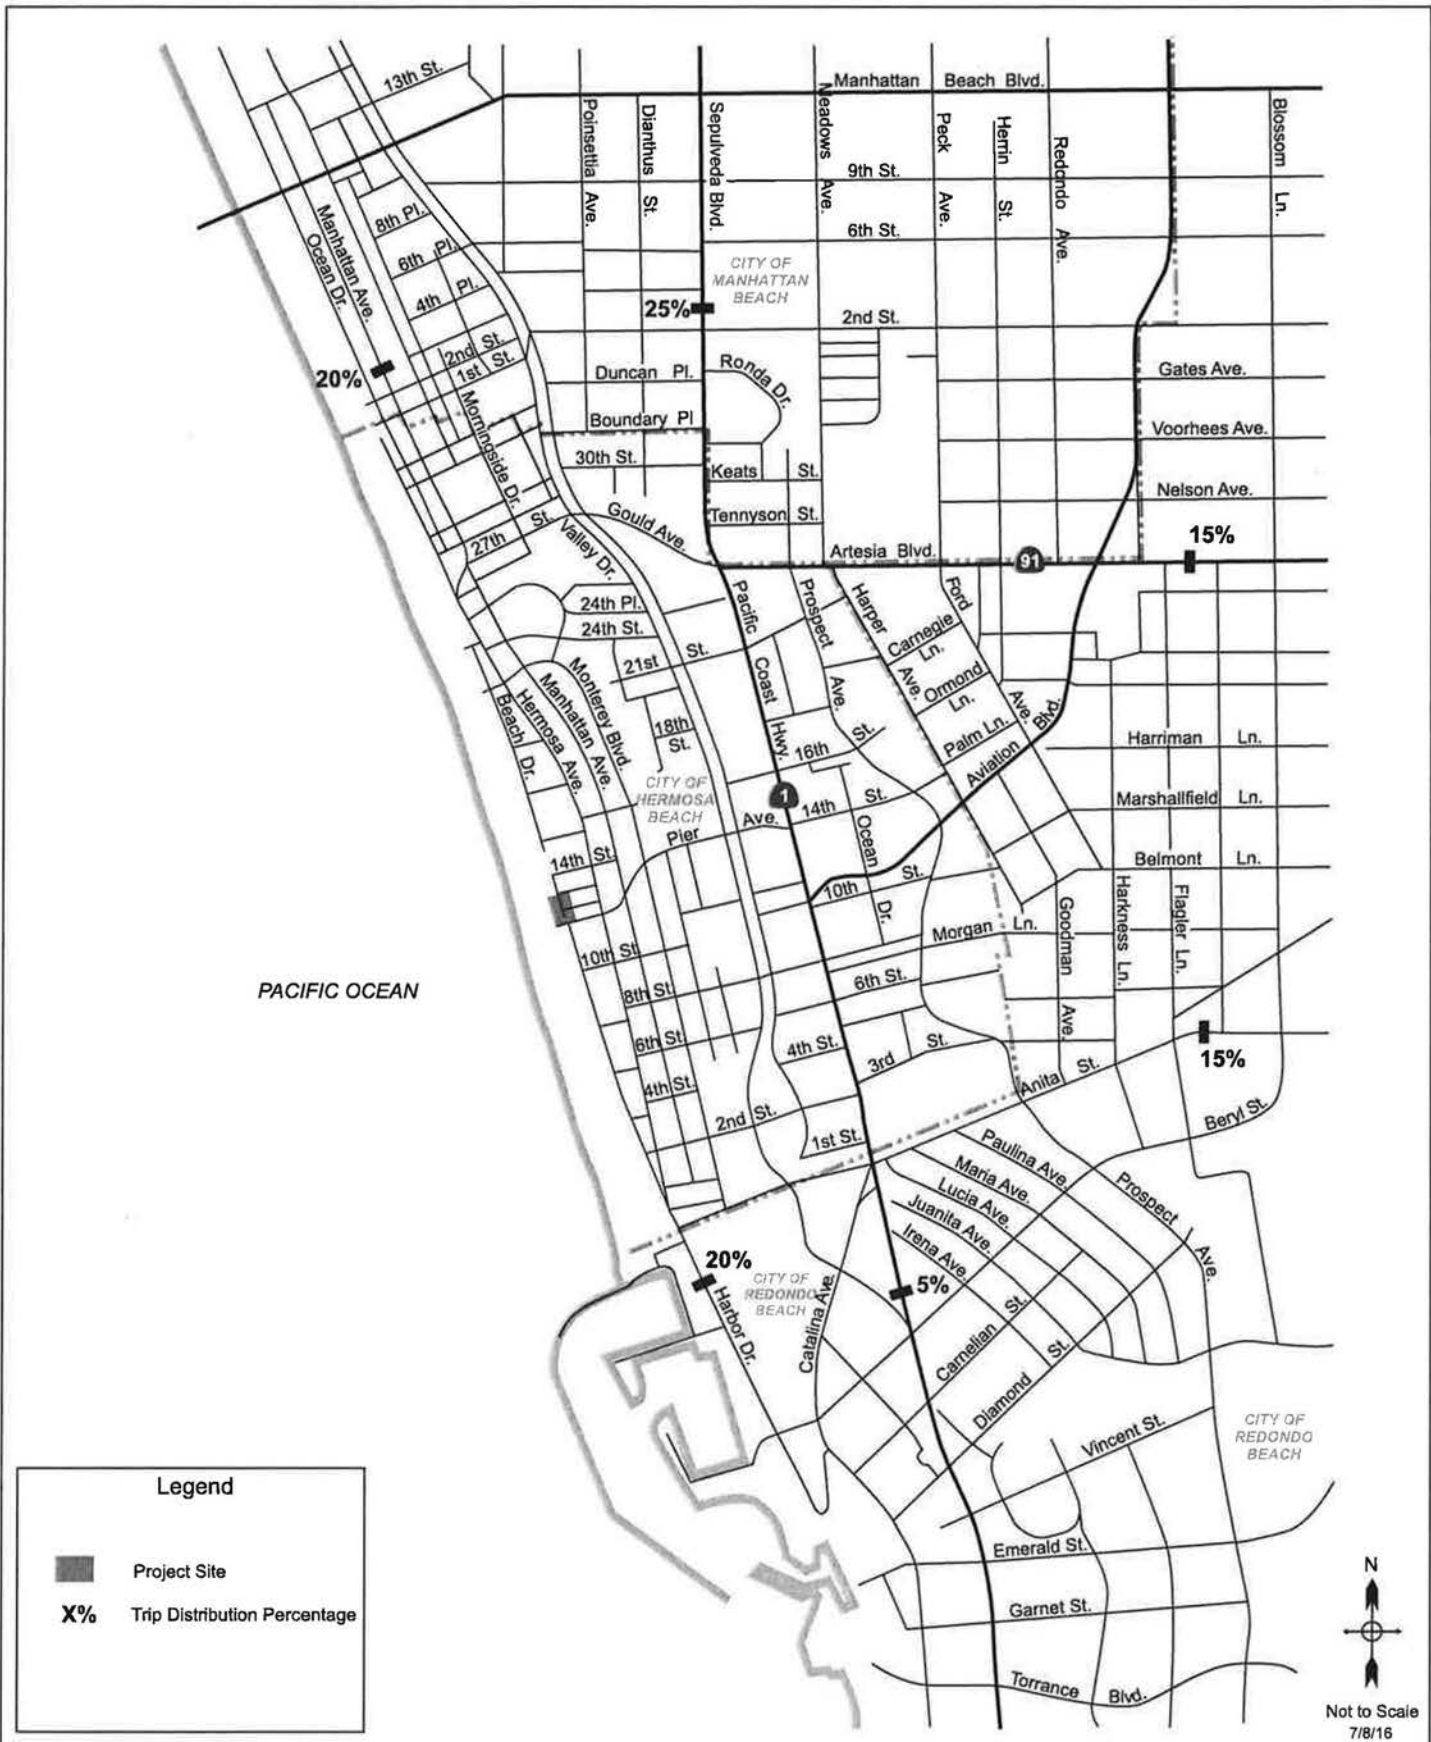 13th St.
Manhattan Beach Blvd.
Poinsettia Ave.
Dianthus St.
Sepulveda Blvd.
Meadows Ave.
Peck Ave.
Herrin St.
Redondo Ave.
Blossom Ln.
9th St.
6th St.
8th Pl.
6th Pl.
4th Pl.
Manhattan Ave.
Ocean Dr.
CITY OF
MANHATTAN
BEACH
25%
2nd St.
20%
2nd St.
1st St.
Duncan Pl.
Ronda Dr.
Gates Ave.
Boundary Pl
Voorhees Ave.
Morningside Dr.
30th St.
Keats St.
Nelson Ave.
Tennyson St.
Gould Ave.
27th St.
Valley Dr.
Artesia Blvd.
91
15%
24th Pl.
24th St.
21st St.
Pacific Coast Hwy.
Prospect Ave.
Harper Ave.
Ford Ave.
Carnegie Ln.
Ormond Ln.
Palm Ln.
Aviation Blvd.
Monterey Blvd.
Manhattan Ave.
Hermosa Ave.
Beach Dr.
18th St.
16th St.
Harriman Ln.
CITY OF
HERMOSA
BEACH
1
14th St.
Marshallfield Ln.
Pier Ave.
Ocean Dr.
14th St.
Belmont Ln.
10th St.
Goodman Ave.
Harkness Ln.
Flagler Ln.
Morgan Ln.
10th St.
8th St.
6th St.
PACIFIC OCEAN
6th St.
4th St.
3rd St.
15%
4th St.
Anita St.
2nd St.
Beryl St.
1st St.
Paulina Ave.
Maria Ave.
Lucia Ave.
Juanita Ave.
Irena Ave.
Prospect Ave.
20%
CITY OF
REDONDO
BEACH
5%
Harbor Dr.
Catalina Ave.
Carnelian St.
Diamond St.
Vincent St.
CITY OF
REDONDO
BEACH
Emerald St.
Garnet St.
Torrance Blvd.
Legend
Project Site
X% Trip Distribution Percentage
N
Not to Scale
7/8/16